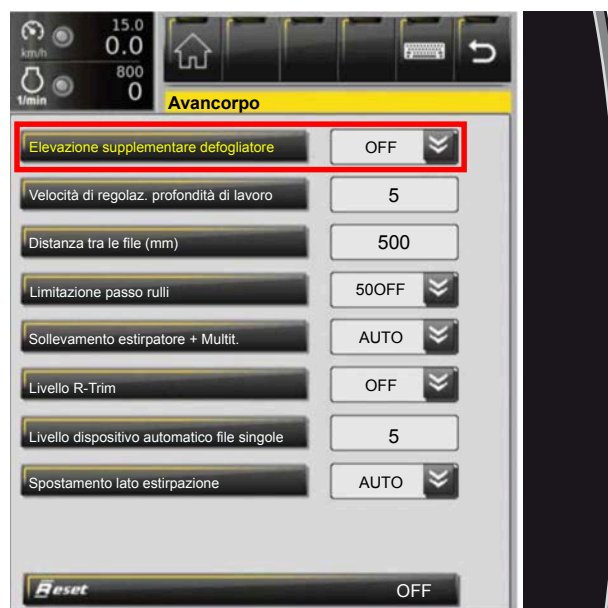 15.0
km/h 0.0
800
1/min 0
Avancorpo
Elevazione supplementare defogliatore OFF
Velocità di regolaz. profondità di lavoro 5
Distanza tra le file (mm) 500
Limitazione passo rulli 50OFF
Sollevamento estirpatore + Multit. AUTO
Livello R-Trim OFF
Livello dispositivo automatico file singole 5
Spostamento lato estirpazione AUTO
Reset OFF